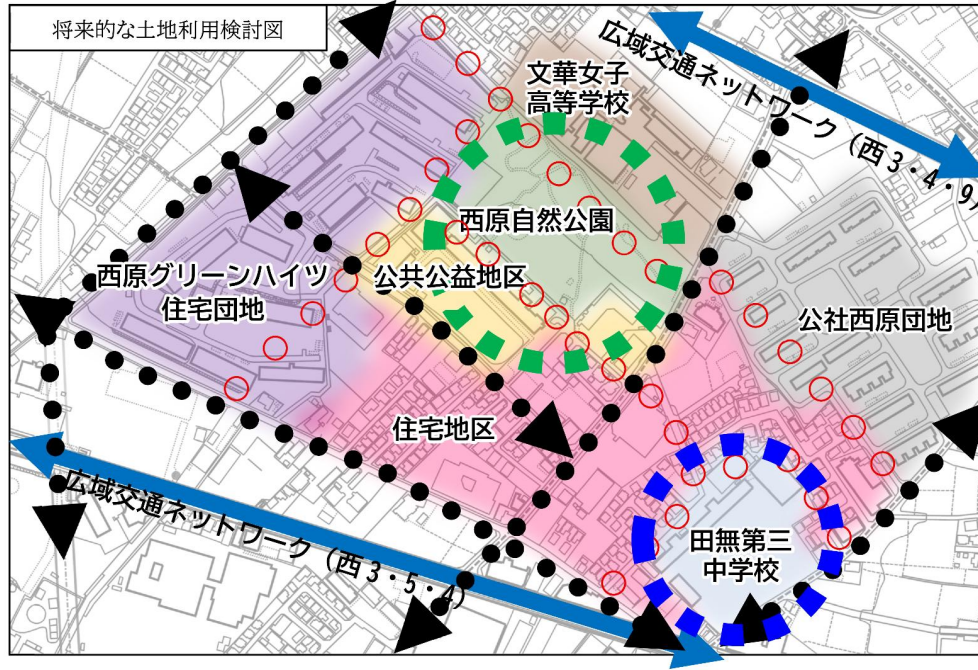 将来的な土地利用検討図
広域交通ネットワーク（西3・4・9）
文華女子
高等学校
西原自然公園
西原グリーンハイツ
住宅団地
公共公益地区
公社西原団地
住宅地区
広域交通ネットワーク（西3・5・4）
田無第三
中学校